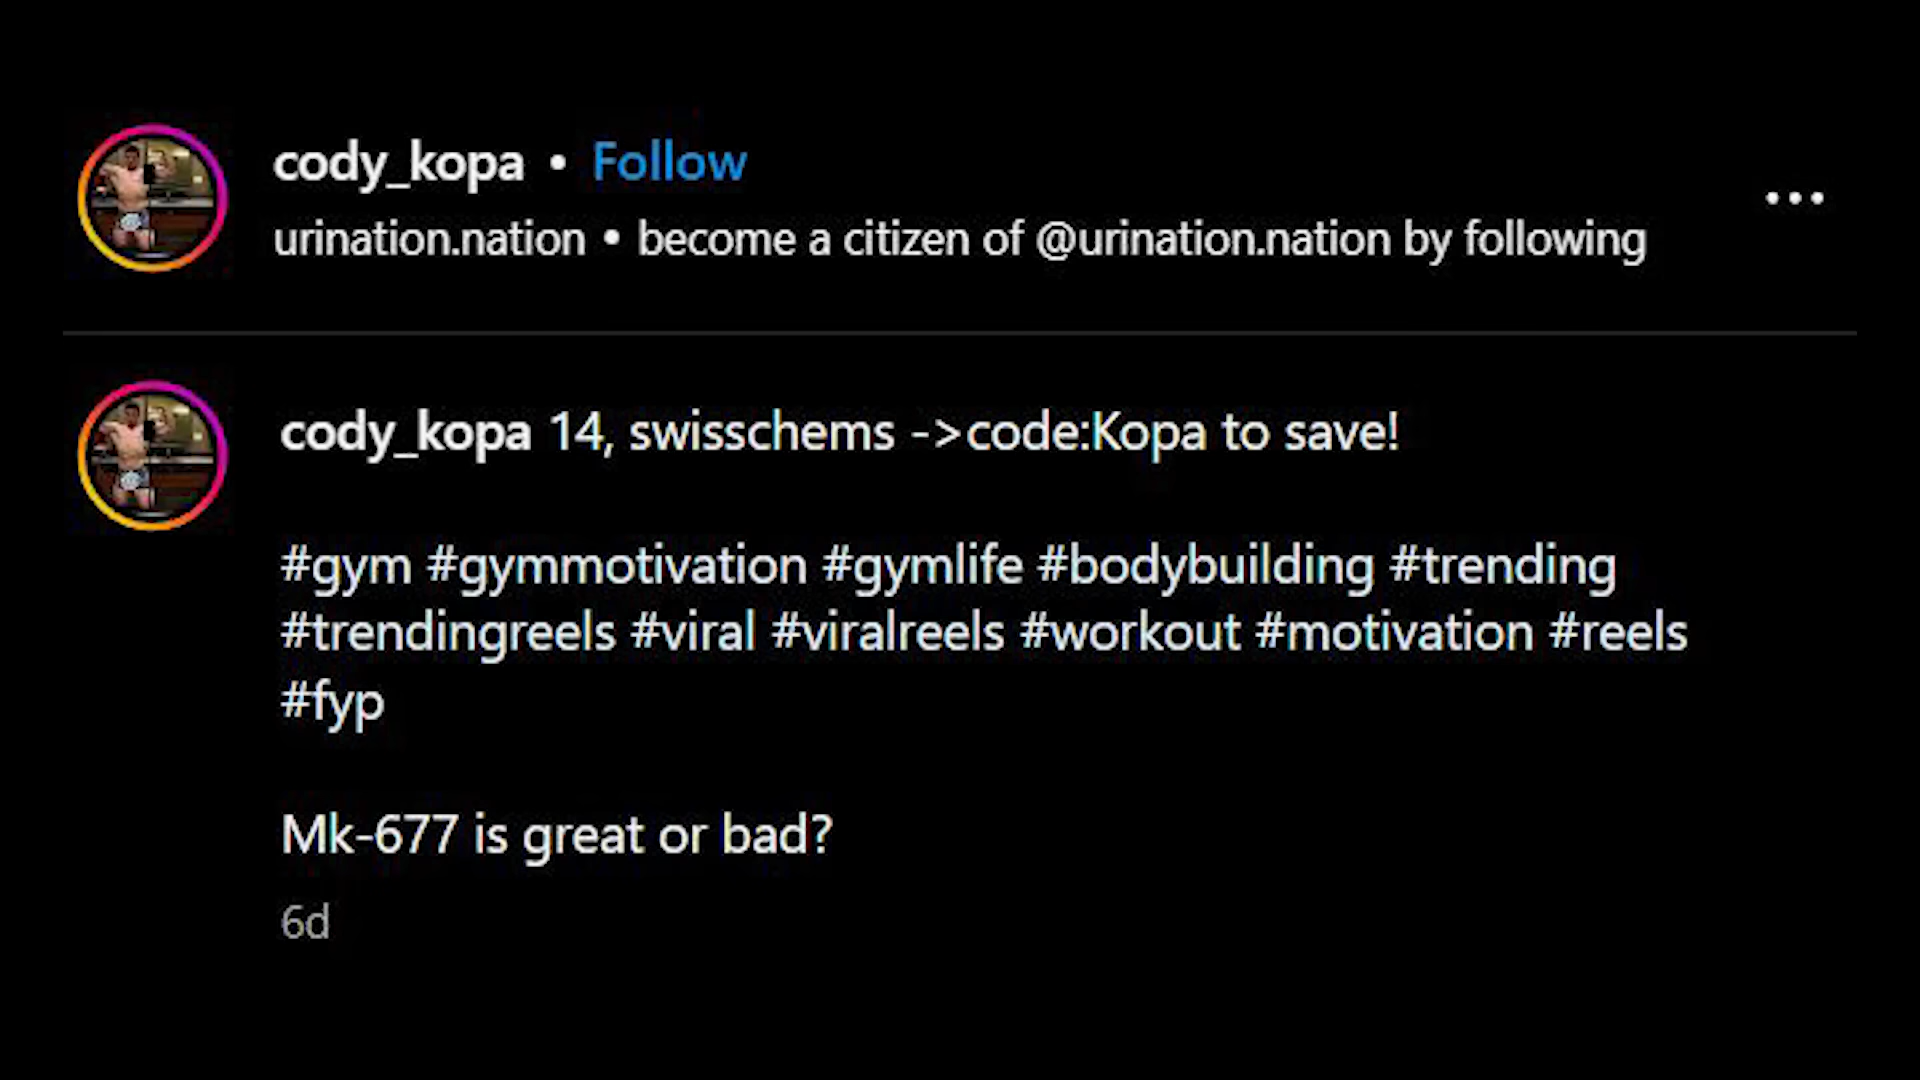 cody_kopa • Follow
urination.nation • become a citizen of @urination.nation by following
cody_kopa 14, swisschems ->code:Kopa to save!
#gym #gymmotivation #gymlife #bodybuilding #trending
#trendingreels #viral #viralreels #workout #motivation #reels
#fyp
Mk-677 is great or bad?
6d